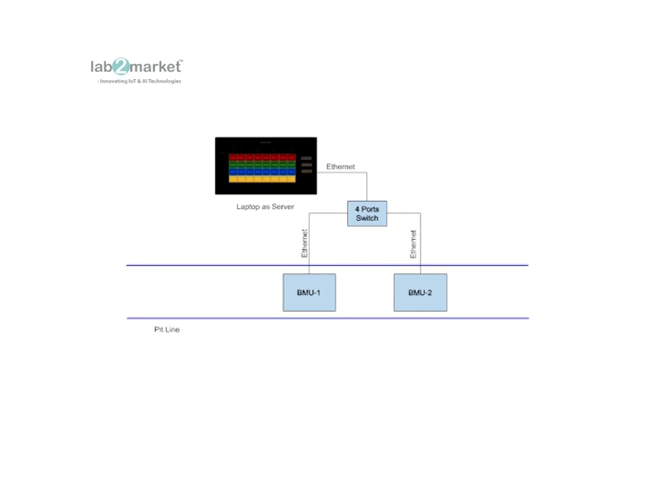 lab2market™
- Innovating IoT & AI Technologies
Ethernet
Laptop as Server
4 Ports
Switch
Ethernet
Ethernet
BMU-1
BMU-2
Pit Line